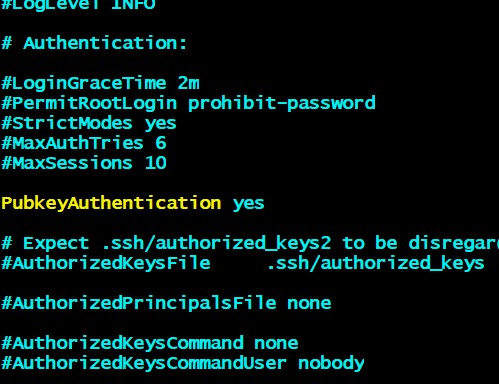 #LogLevel INFO
# Authentication:
#LoginGraceTime 2m
#PermitRootLogin prohibit-password
#StrictModes yes
#MaxAuthTries 6
#MaxSessions 10
PubkeyAuthentication yes
# Expect .ssh/authorized_keys2 to be disregar
#AuthorizedKeysFile .ssh/authorized_keys
#AuthorizedPrincipalsFile none
#AuthorizedKeysCommand none
#AuthorizedKeysCommandUser nobody